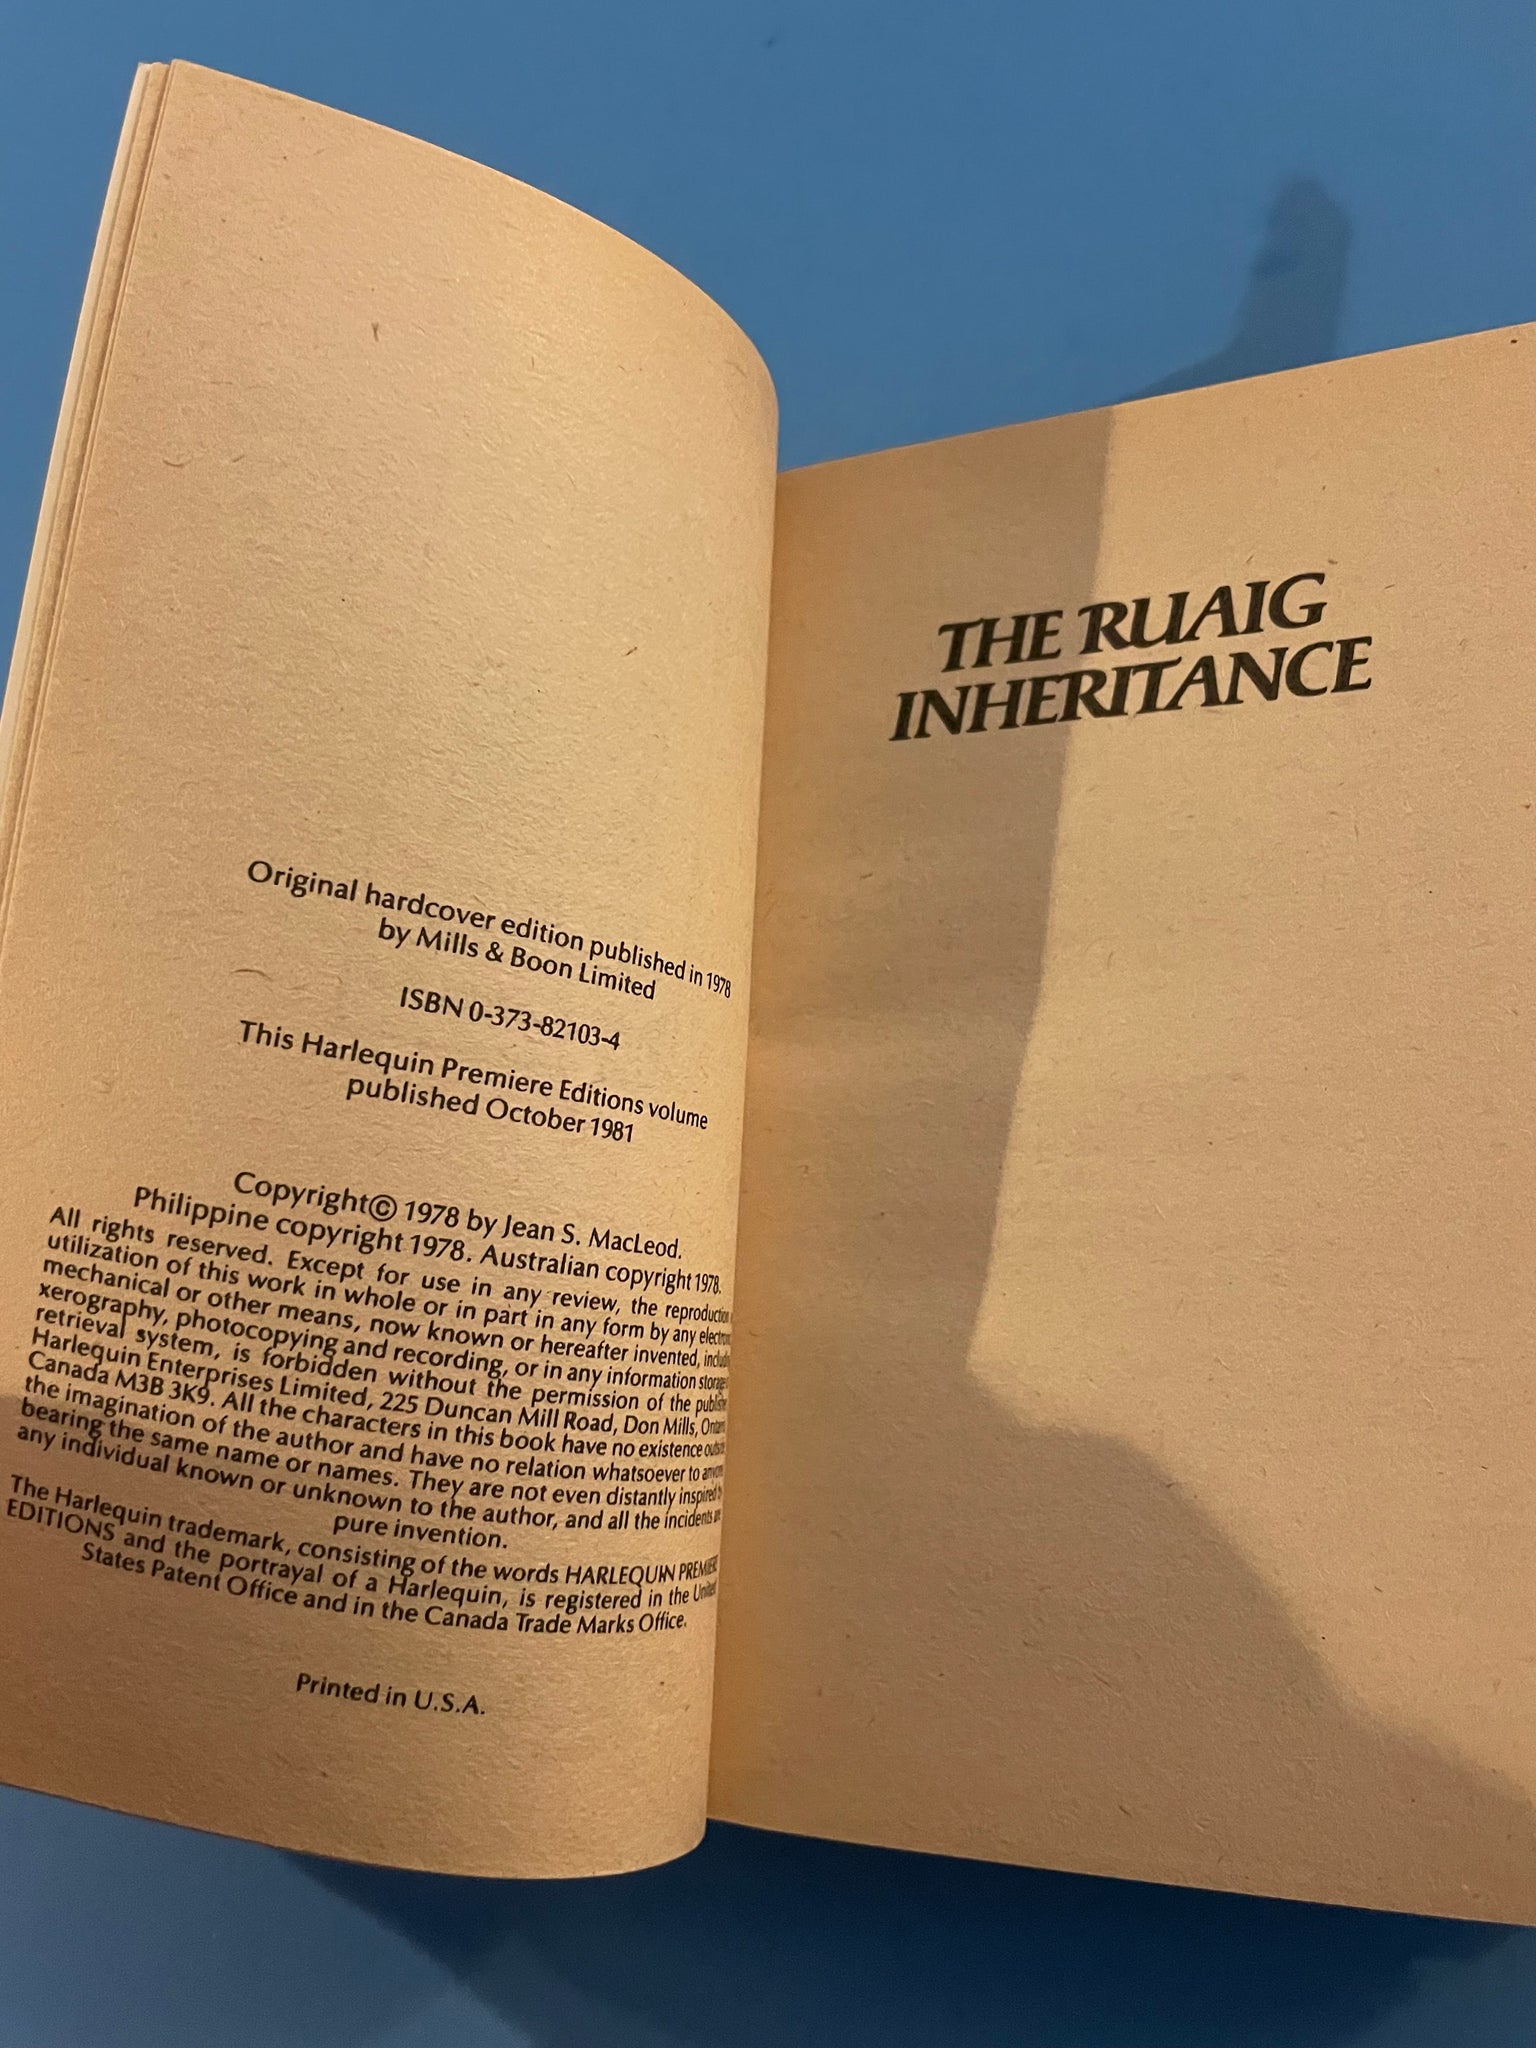 Original hardcover edition published in 1978
by Mills & Boon Limited
ISBN 0-373-82103-4
This Harlequin Premiere Editions volume
published October 1981
Copyright© 1978 by Jean S. MacLeod.
Philippine copyright 1978. Australian copyright 1978.
All rights reserved. Except for use in any review, the reproduction
utilization of this work in whole or in part in any form by any
mechanical or other means, now known or hereafter invented,
xerography, photocopying and recording, or in any information storage
retrieval system, is forbidden without the permission of the
Harlequin Enterprises Limited, 225 Duncan Mill Road, Don Mills,
Canada M3B 3K9. All the characters in this book have no existence
the imagination of the author and have no relation whatsoever to
bearing the same name or names. They are not even distantly inspired
any individual known or unknown to the author, and all the incidents
pure invention.
The Harlequin trademark, consisting of the words HARLEQUIN
EDITIONS and the portrayal of a Harlequin, is registered in the United
States Patent Office and in the Canada Trade Marks Office.
Printed in U.S.A.
THE RUAIG
INHERITANCE